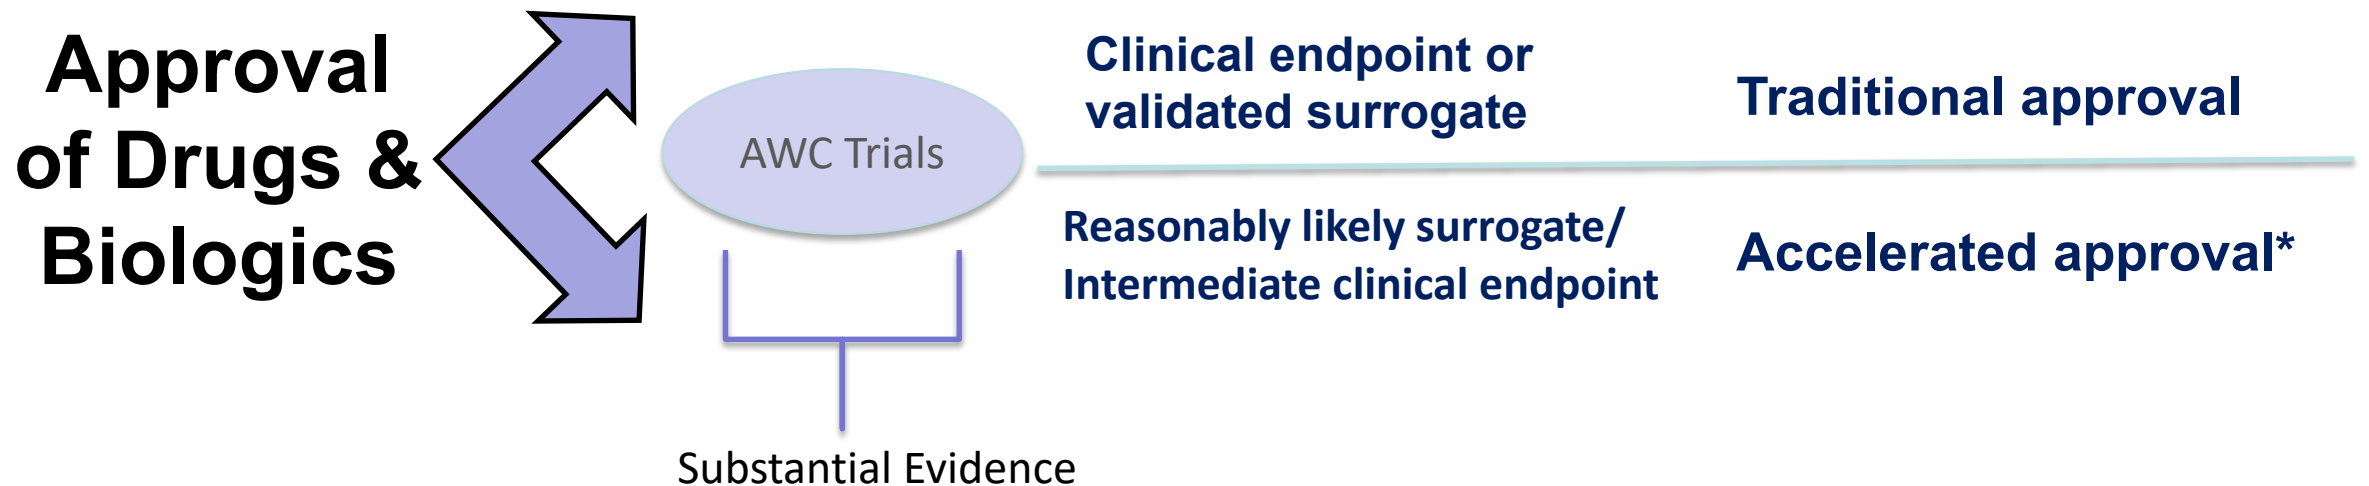 Approval
of Drugs &
Biologics
AWC Trials
Substantial Evidence
Clinical endpoint or
validated surrogate
Traditional approval
Reasonably likely surrogate/
Intermediate clinical endpoint
Accelerated approval*